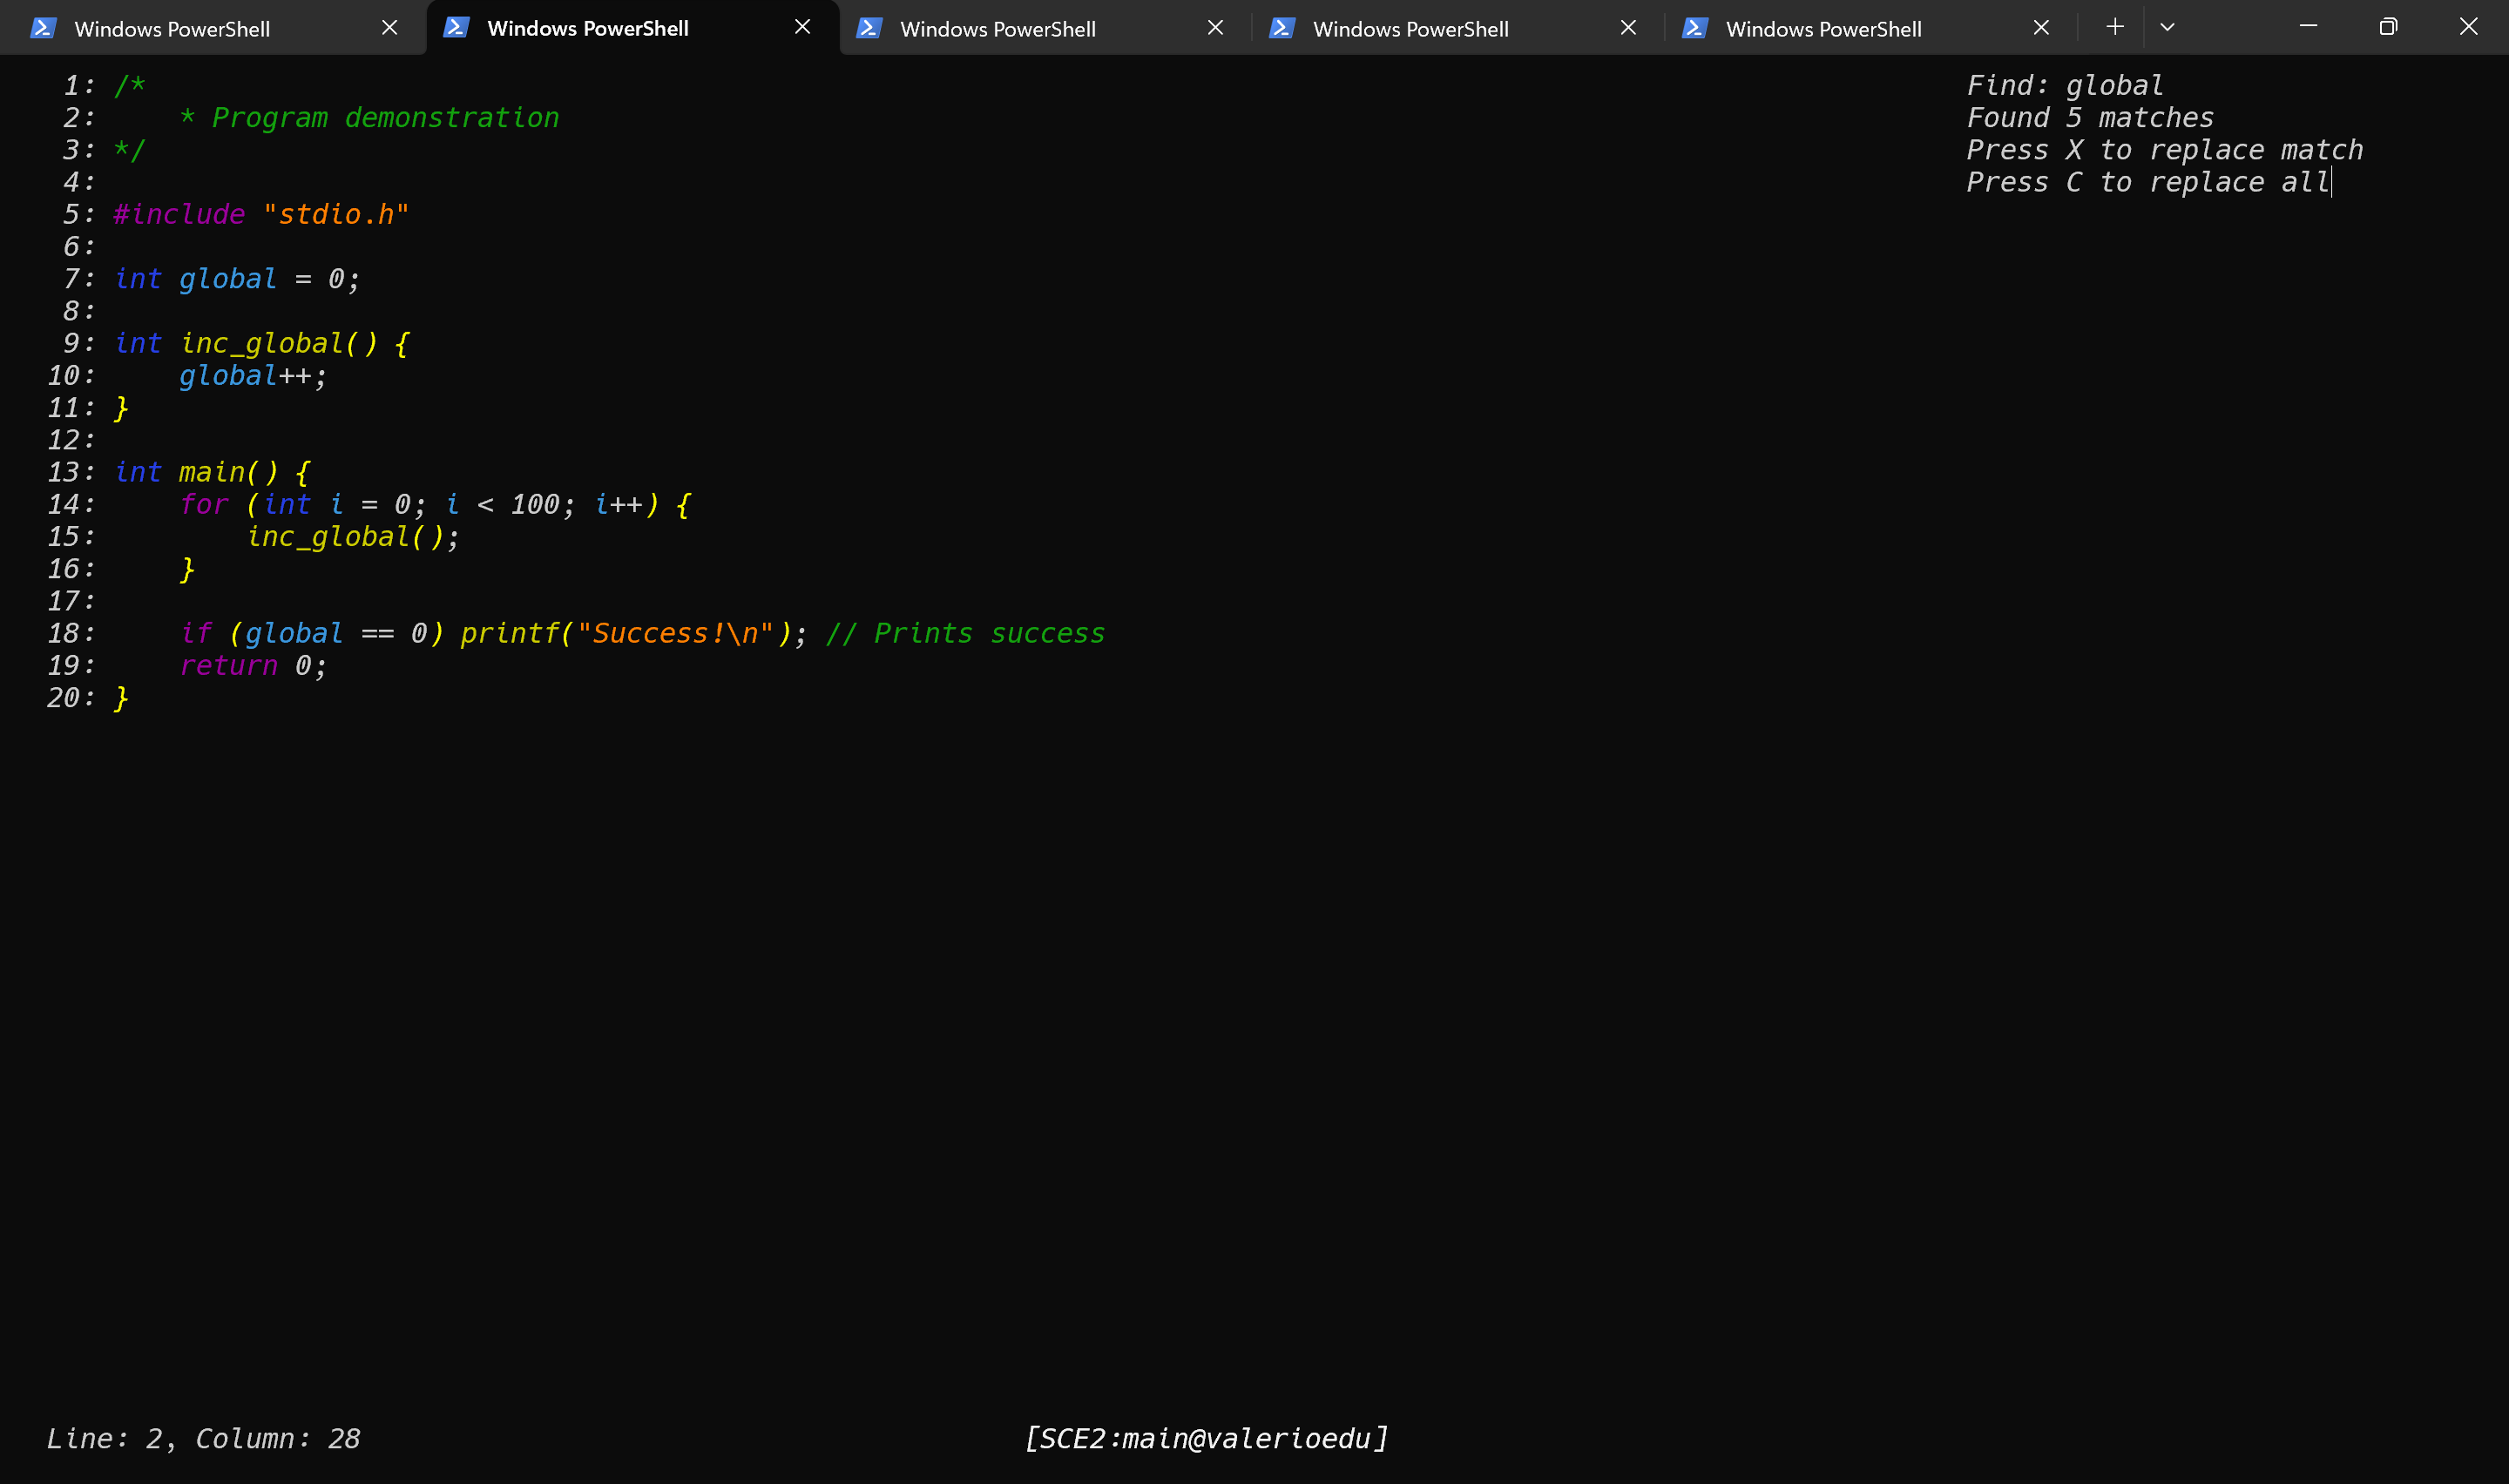 Windows PowerShell
Windows PowerShell
Windows PowerShell
Windows PowerShell
Windows PowerShell
1: /*
2:     * Program demonstration
3: */
4:
5: #include "stdio.h"
6:
7: int global = 0;
8:
9: int inc_global() {
10:     global++;
11: }
12:
13: int main() {
14:     for (int i = 0; i < 100; i++) {
15:         inc_global();
16:     }
17:
18:     if (global == 0) printf("Success!\n"); // Prints success
19:     return 0;
20: }
Find: global
Found 5 matches
Press X to replace match
Press C to replace all
Line: 2, Column: 28
[SCE2:main@valerioedu]